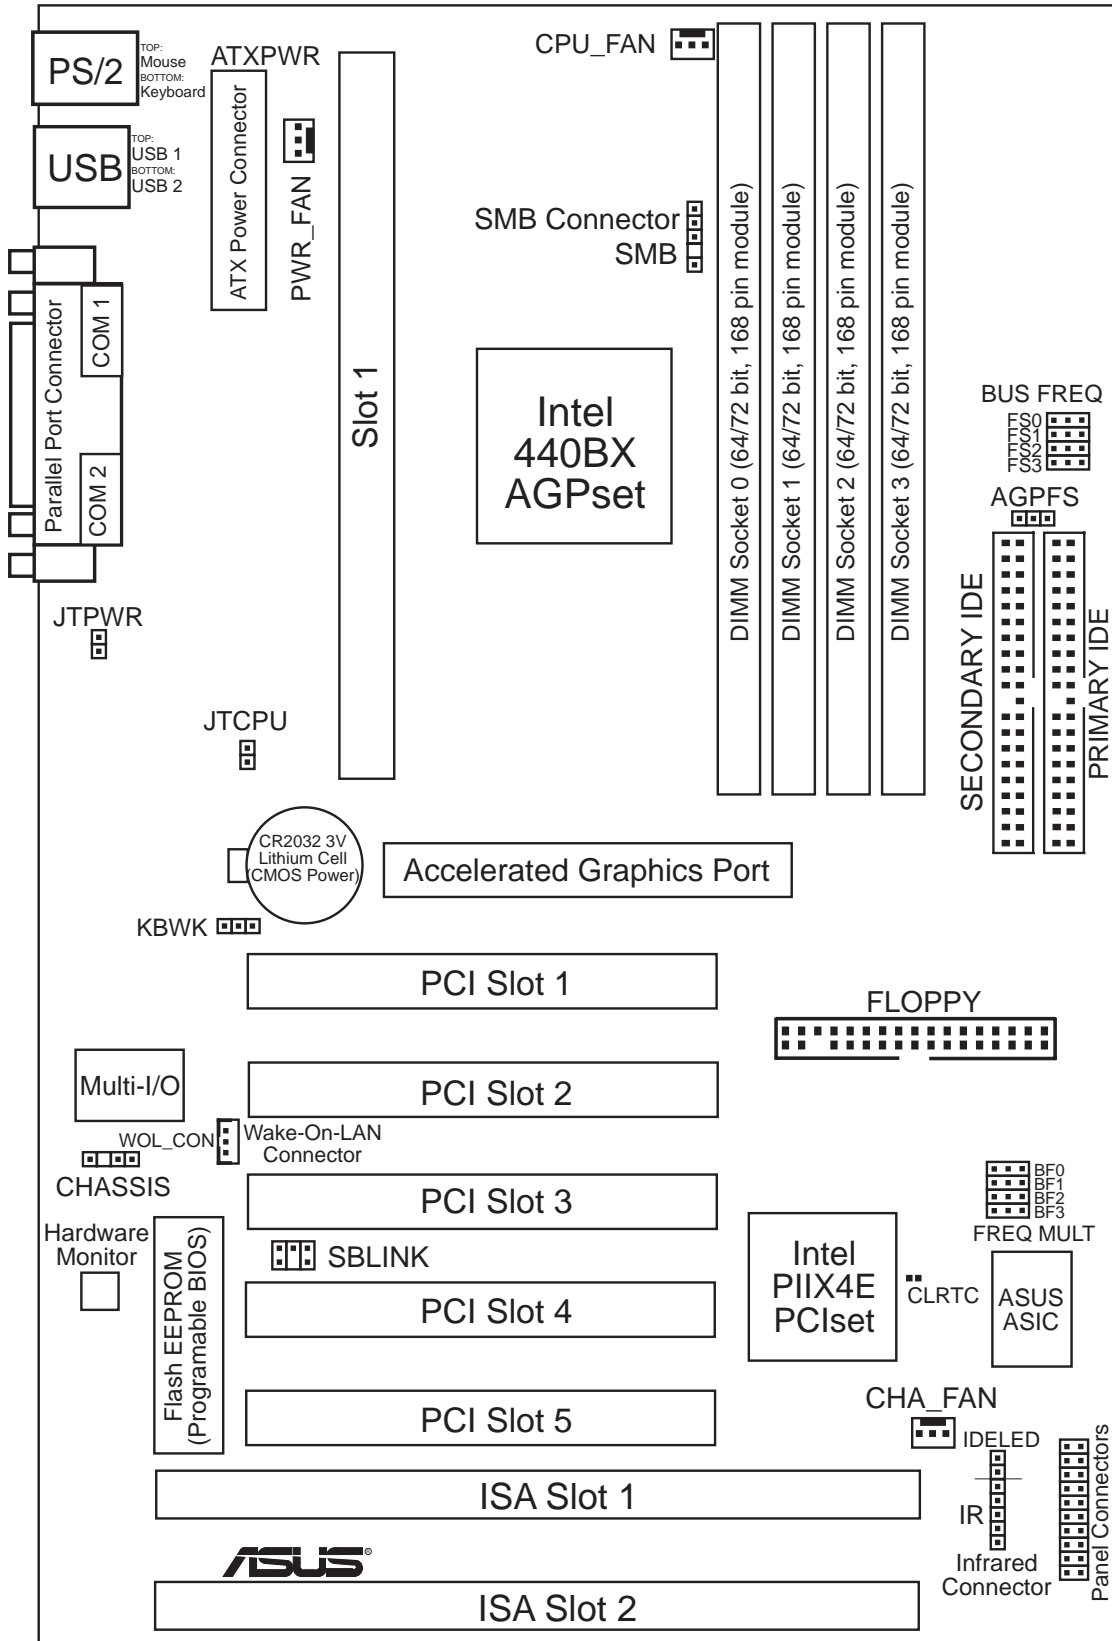 PS/2
TOP:
Mouse
BOTTOM:
Keyboard
ATXPWR
CPU_FAN
USB
TOP:
USB 1
BOTTOM:
USB 2
ATX Power Connector
PWR_FAN
SMB Connector
SMB
Parallel Port Connector
COM 1
COM 2
Slot 1
Intel
440BX
AGPset
DIMM Socket 0 (64/72 bit, 168 pin module)
DIMM Socket 1 (64/72 bit, 168 pin module)
DIMM Socket 2 (64/72 bit, 168 pin module)
DIMM Socket 3 (64/72 bit, 168 pin module)
BUS FREQ
FS0
FS1
FS2
FS3
AGPFS
SECONDARY IDE
PRIMARY IDE
JTPWR
JTCPU
CR2032 3V
Lithium Cell
(CMOS Power)
Accelerated Graphics Port
KBWK
PCI Slot 1
FLOPPY
Multi-I/O
PCI Slot 2
WOL_CON
Wake-On-LAN
Connector
CHASSIS
PCI Slot 3
BF0
BF1
BF2
BF3
FREQ MULT
Hardware
Monitor
Flash EEPROM
(Programable BIOS)
SBLINK
Intel
PIIX4E
PCIset
CLRTC
ASUS
ASIC
PCI Slot 4
PCI Slot 5
CHA_FAN
IDELED
IR
Infrared
Connector
Panel Connectors
ISA Slot 1
ASUS®
ISA Slot 2